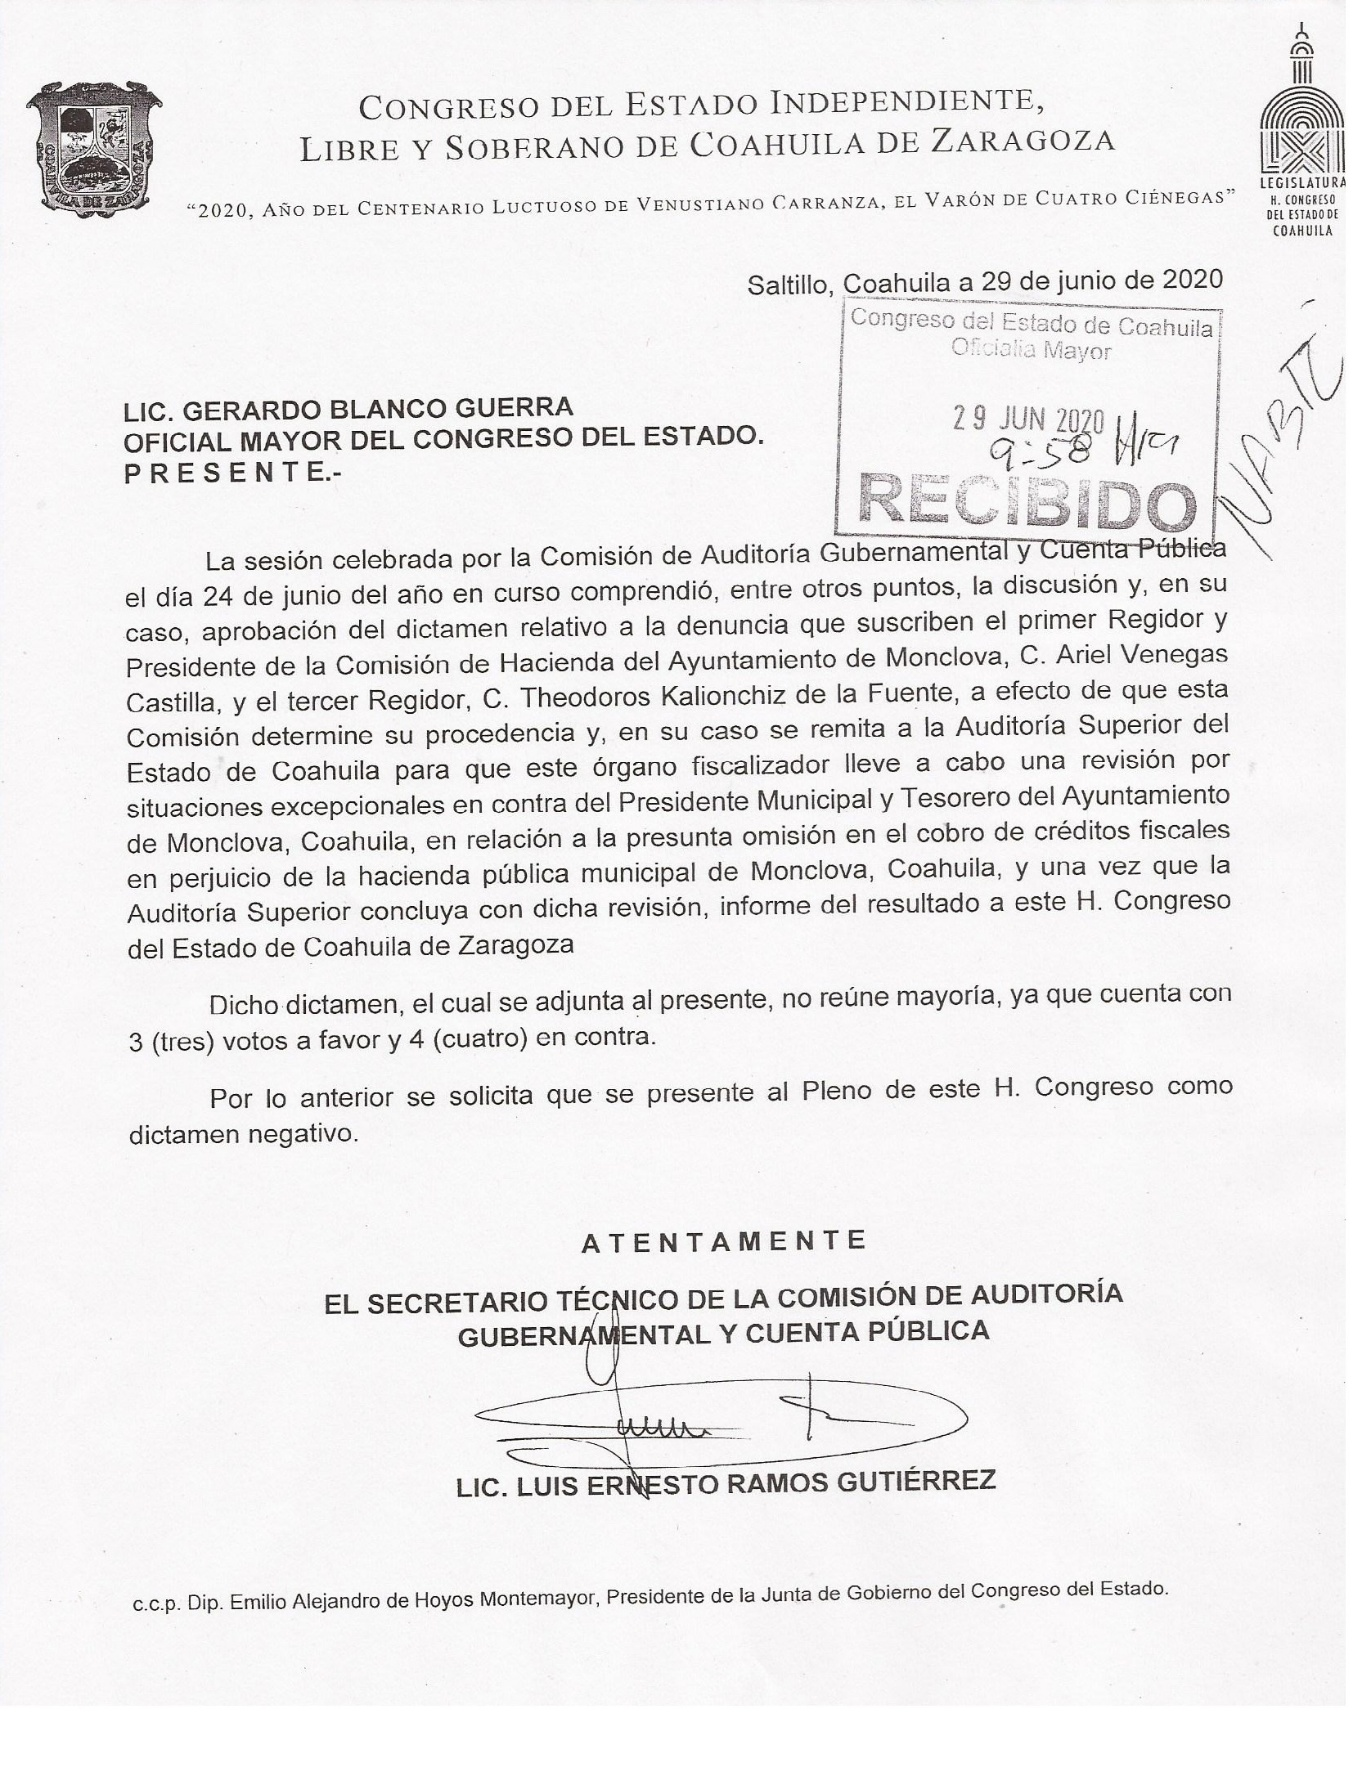 CONGRESO DEL ESTADO INDEPENDIENTE,
LIBRE Y SOBERANO DE COAHUILA DE ZARAGOZA
“2020, AÑO DEL CENTENARIO LUCTUOSO DE VENUSTIANO CARRANZA, EL VARÓN DE CUATRO CIÉNEGAS”
COAHUILA DE ZARAGOZA
LXI
LEGISLATURA
H. CONGRESO
DEL ESTADO DE
COAHUILA
Saltillo, Coahuila a 29 de junio de 2020
Congreso del Estado de Coahuila
Oficialía Mayor
29 JUN 2020
9:58 Hrs
RECIBIDO
LIC. GERARDO BLANCO GUERRA
OFICIAL MAYOR DEL CONGRESO DEL ESTADO.
P R E S E N T E.-
La sesión celebrada por la Comisión de Auditoría Gubernamental y Cuenta Pública
el día 24 de junio del año en curso comprendió, entre otros puntos, la discusión y, en su
caso, aprobación del dictamen relativo a la denuncia que suscriben el primer Regidor y
Presidente de la Comisión de Hacienda del Ayuntamiento de Monclova, C. Ariel Venegas
Castilla, y el tercer Regidor, C. Theodoros Kalionchiz de la Fuente, a efecto de que esta
Comisión determine su procedencia y, en su caso se remita a la Auditoría Superior del
Estado de Coahuila para que este órgano fiscalizador lleve a cabo una revisión por
situaciones excepcionales en contra del Presidente Municipal y Tesorero del Ayuntamiento
de Monclova, Coahuila, en relación a la presunta omisión en el cobro de créditos fiscales
en perjuicio de la hacienda pública municipal de Monclova, Coahuila, y una vez que la
Auditoría Superior concluya con dicha revisión, informe del resultado a este H. Congreso
del Estado de Coahuila de Zaragoza
Dicho dictamen, el cual se adjunta al presente, no reúne mayoría, ya que cuenta con
3 (tres) votos a favor y 4 (cuatro) en contra.
Por lo anterior se solicita que se presente al Pleno de este H. Congreso como
dictamen negativo.
A T E N T A M E N T E
EL SECRETARIO TÉCNICO DE LA COMISIÓN DE AUDITORÍA
GUBERNAMENTAL Y CUENTA PÚBLICA
LIC. LUIS ERNESTO RAMOS GUTIÉRREZ
c.c.p. Dip. Emilio Alejandro de Hoyos Montemayor, Presidente de la Junta de Gobierno del Congreso del Estado.